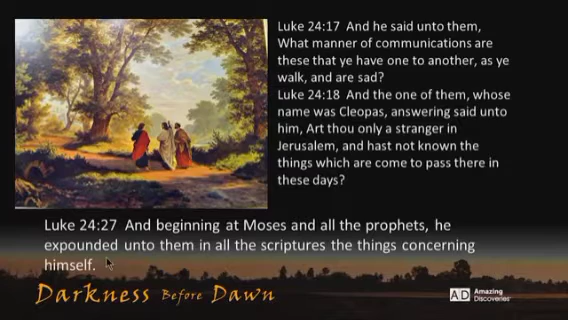 Luke 24:17 And he said unto them,
What manner of communications are
these that ye have one to another, as ye
walk, and are sad?
Luke 24:18 And the one of them, whose
name was Cleopas, answering said unto
him, Art thou only a stranger in
Jerusalem, and hast not known the
things which are come to pass there in
these days?
Luke 24:27 And beginning at Moses and all the prophets, he
expounded unto them in all the scriptures the things concerning
himself.
Darkness Before Dawn
AD Amazing
Discoveries